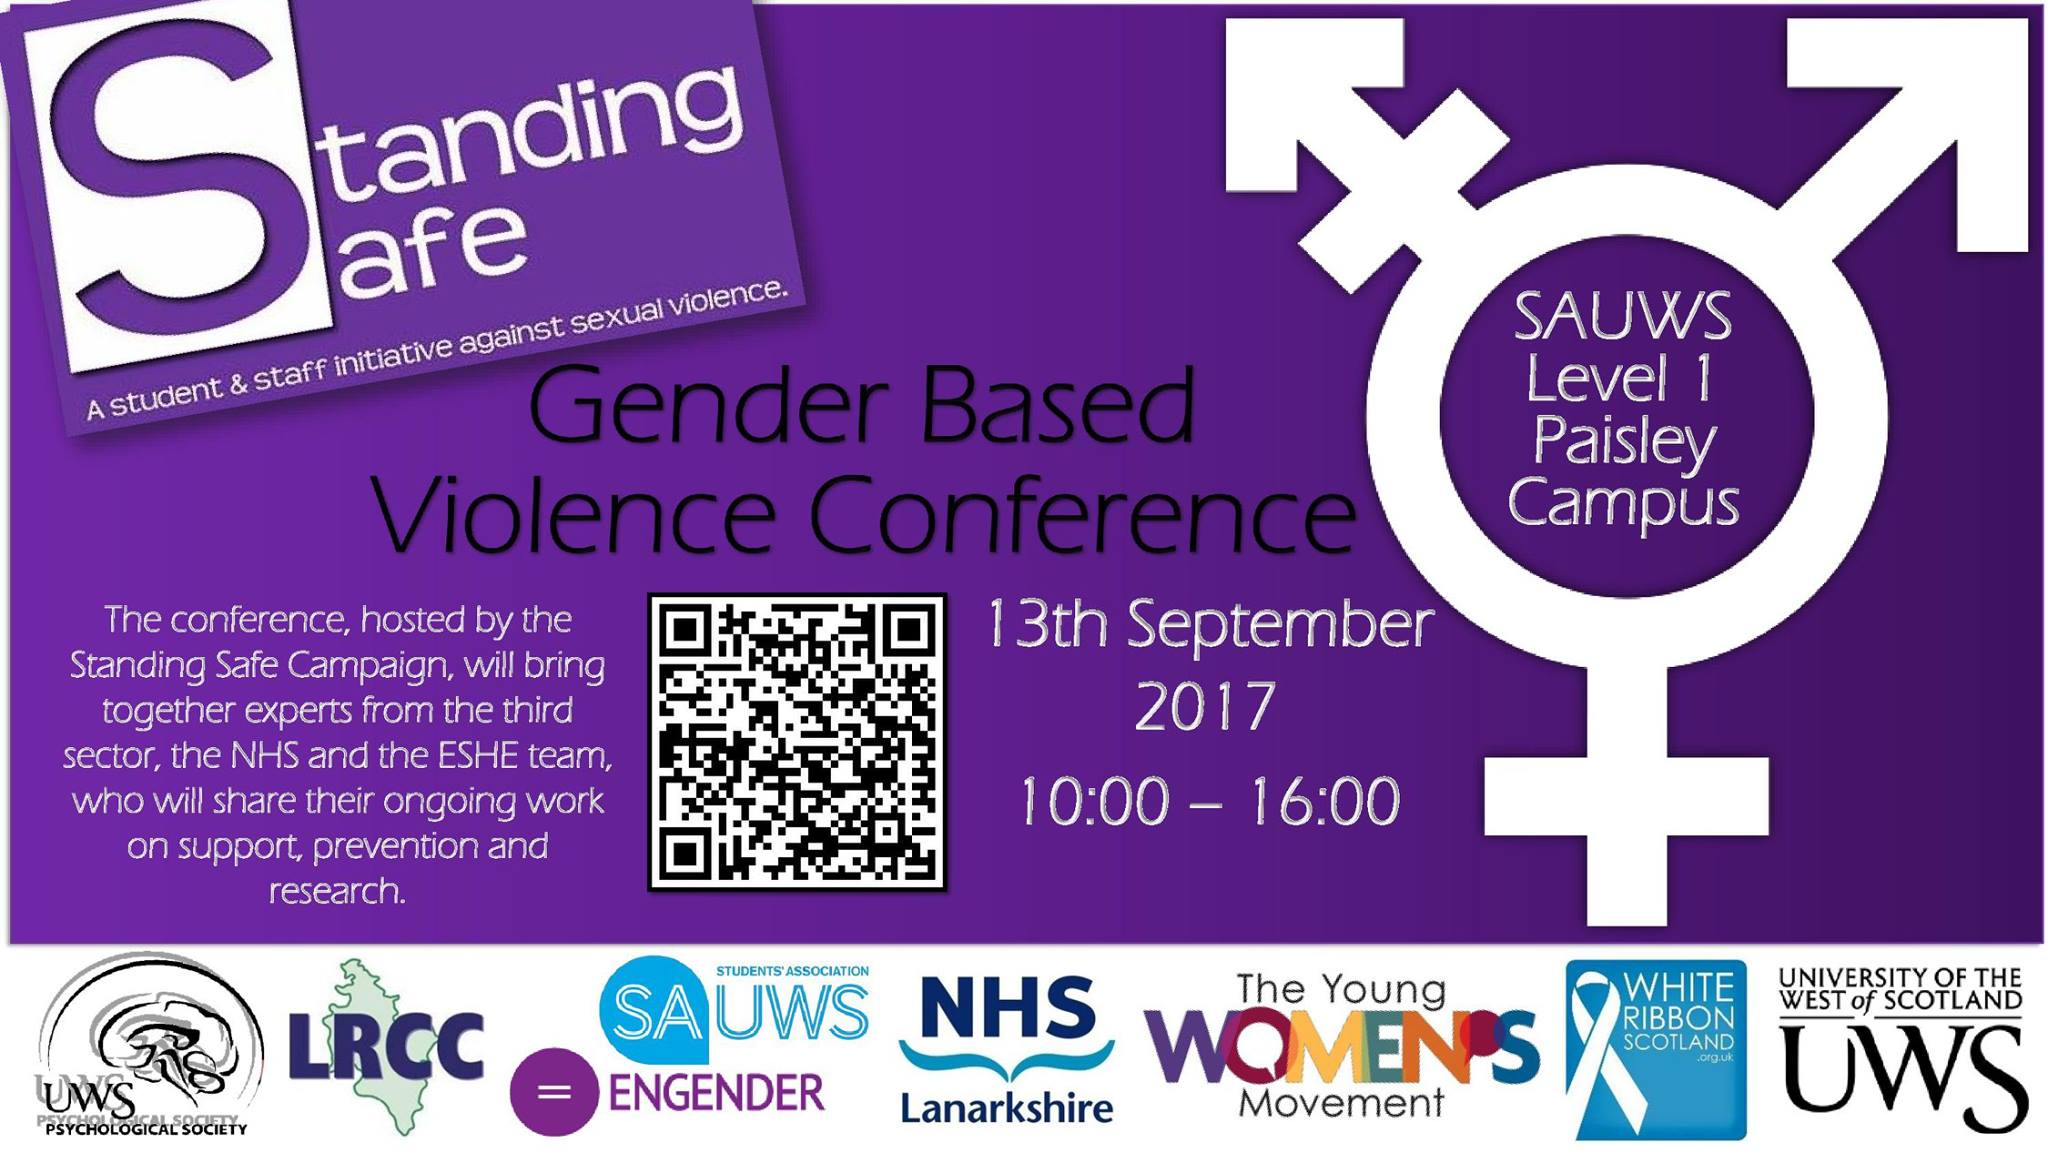 Standing
Safe
A student & staff initiative against sexual violence.
Gender Based
Violence Conference
SAUWS
Level 1
Paisley
Campus
The conference, hosted by the
Standing Safe Campaign, will bring
together experts from the third
sector, the NHS and the ESHE team,
who will share their ongoing work
on support, prevention and
research.
13th September
2017
10:00 – 16:00
UWS
PSYCHOLOGICAL SOCIETY
LRCC
STUDENTS' ASSOCIATION
SAUWS
ENGENDER
NHS
Lanarkshire
The Young
WOMEN'S
Movement
WHITE
RIBBON
SCOTLAND
.org.uk
UNIVERSITY OF THE
WEST of SCOTLAND
UWS